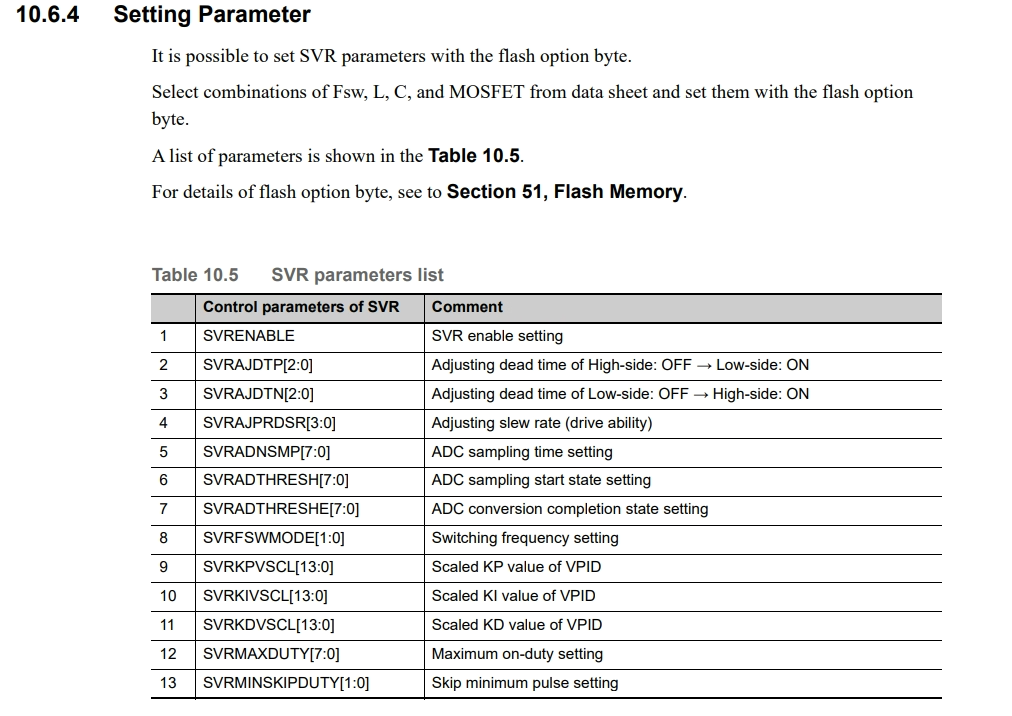 10.6.4 Setting Parameter
It is possible to set SVR parameters with the flash option byte.
Select combinations of Fsw, L, C, and MOSFET from data sheet and set them with the flash option
byte.
A list of parameters is shown in the Table 10.5.
For details of flash option byte, see to Section 51, Flash Memory.
Table 10.5 SVR parameters list
Control parameters of SVR Comment
1 SVRENABLE SVR enable setting
2 SVRAJDTP[2:0] Adjusting dead time of High-side: OFF → Low-side: ON
3 SVRAJDTN[2:0] Adjusting dead time of Low-side: OFF → High-side: ON
4 SVRAJPRDSR[3:0] Adjusting slew rate (drive ability)
5 SVRADNSMP[7:0] ADC sampling time setting
6 SVRADTHRESH[7:0] ADC sampling start state setting
7 SVRADTHRESHE[7:0] ADC conversion completion state setting
8 SVRFSWMODE[1:0] Switching frequency setting
9 SVRKPVSCL[13:0] Scaled KP value of VPID
10 SVRKIVSCL[13:0] Scaled KI value of VPID
11 SVRKDVSCL[13:0] Scaled KD value of VPID
12 SVRMAXDUTY[7:0] Maximum on-duty setting
13 SVRMINSKIPDUTY[1:0] Skip minimum pulse setting